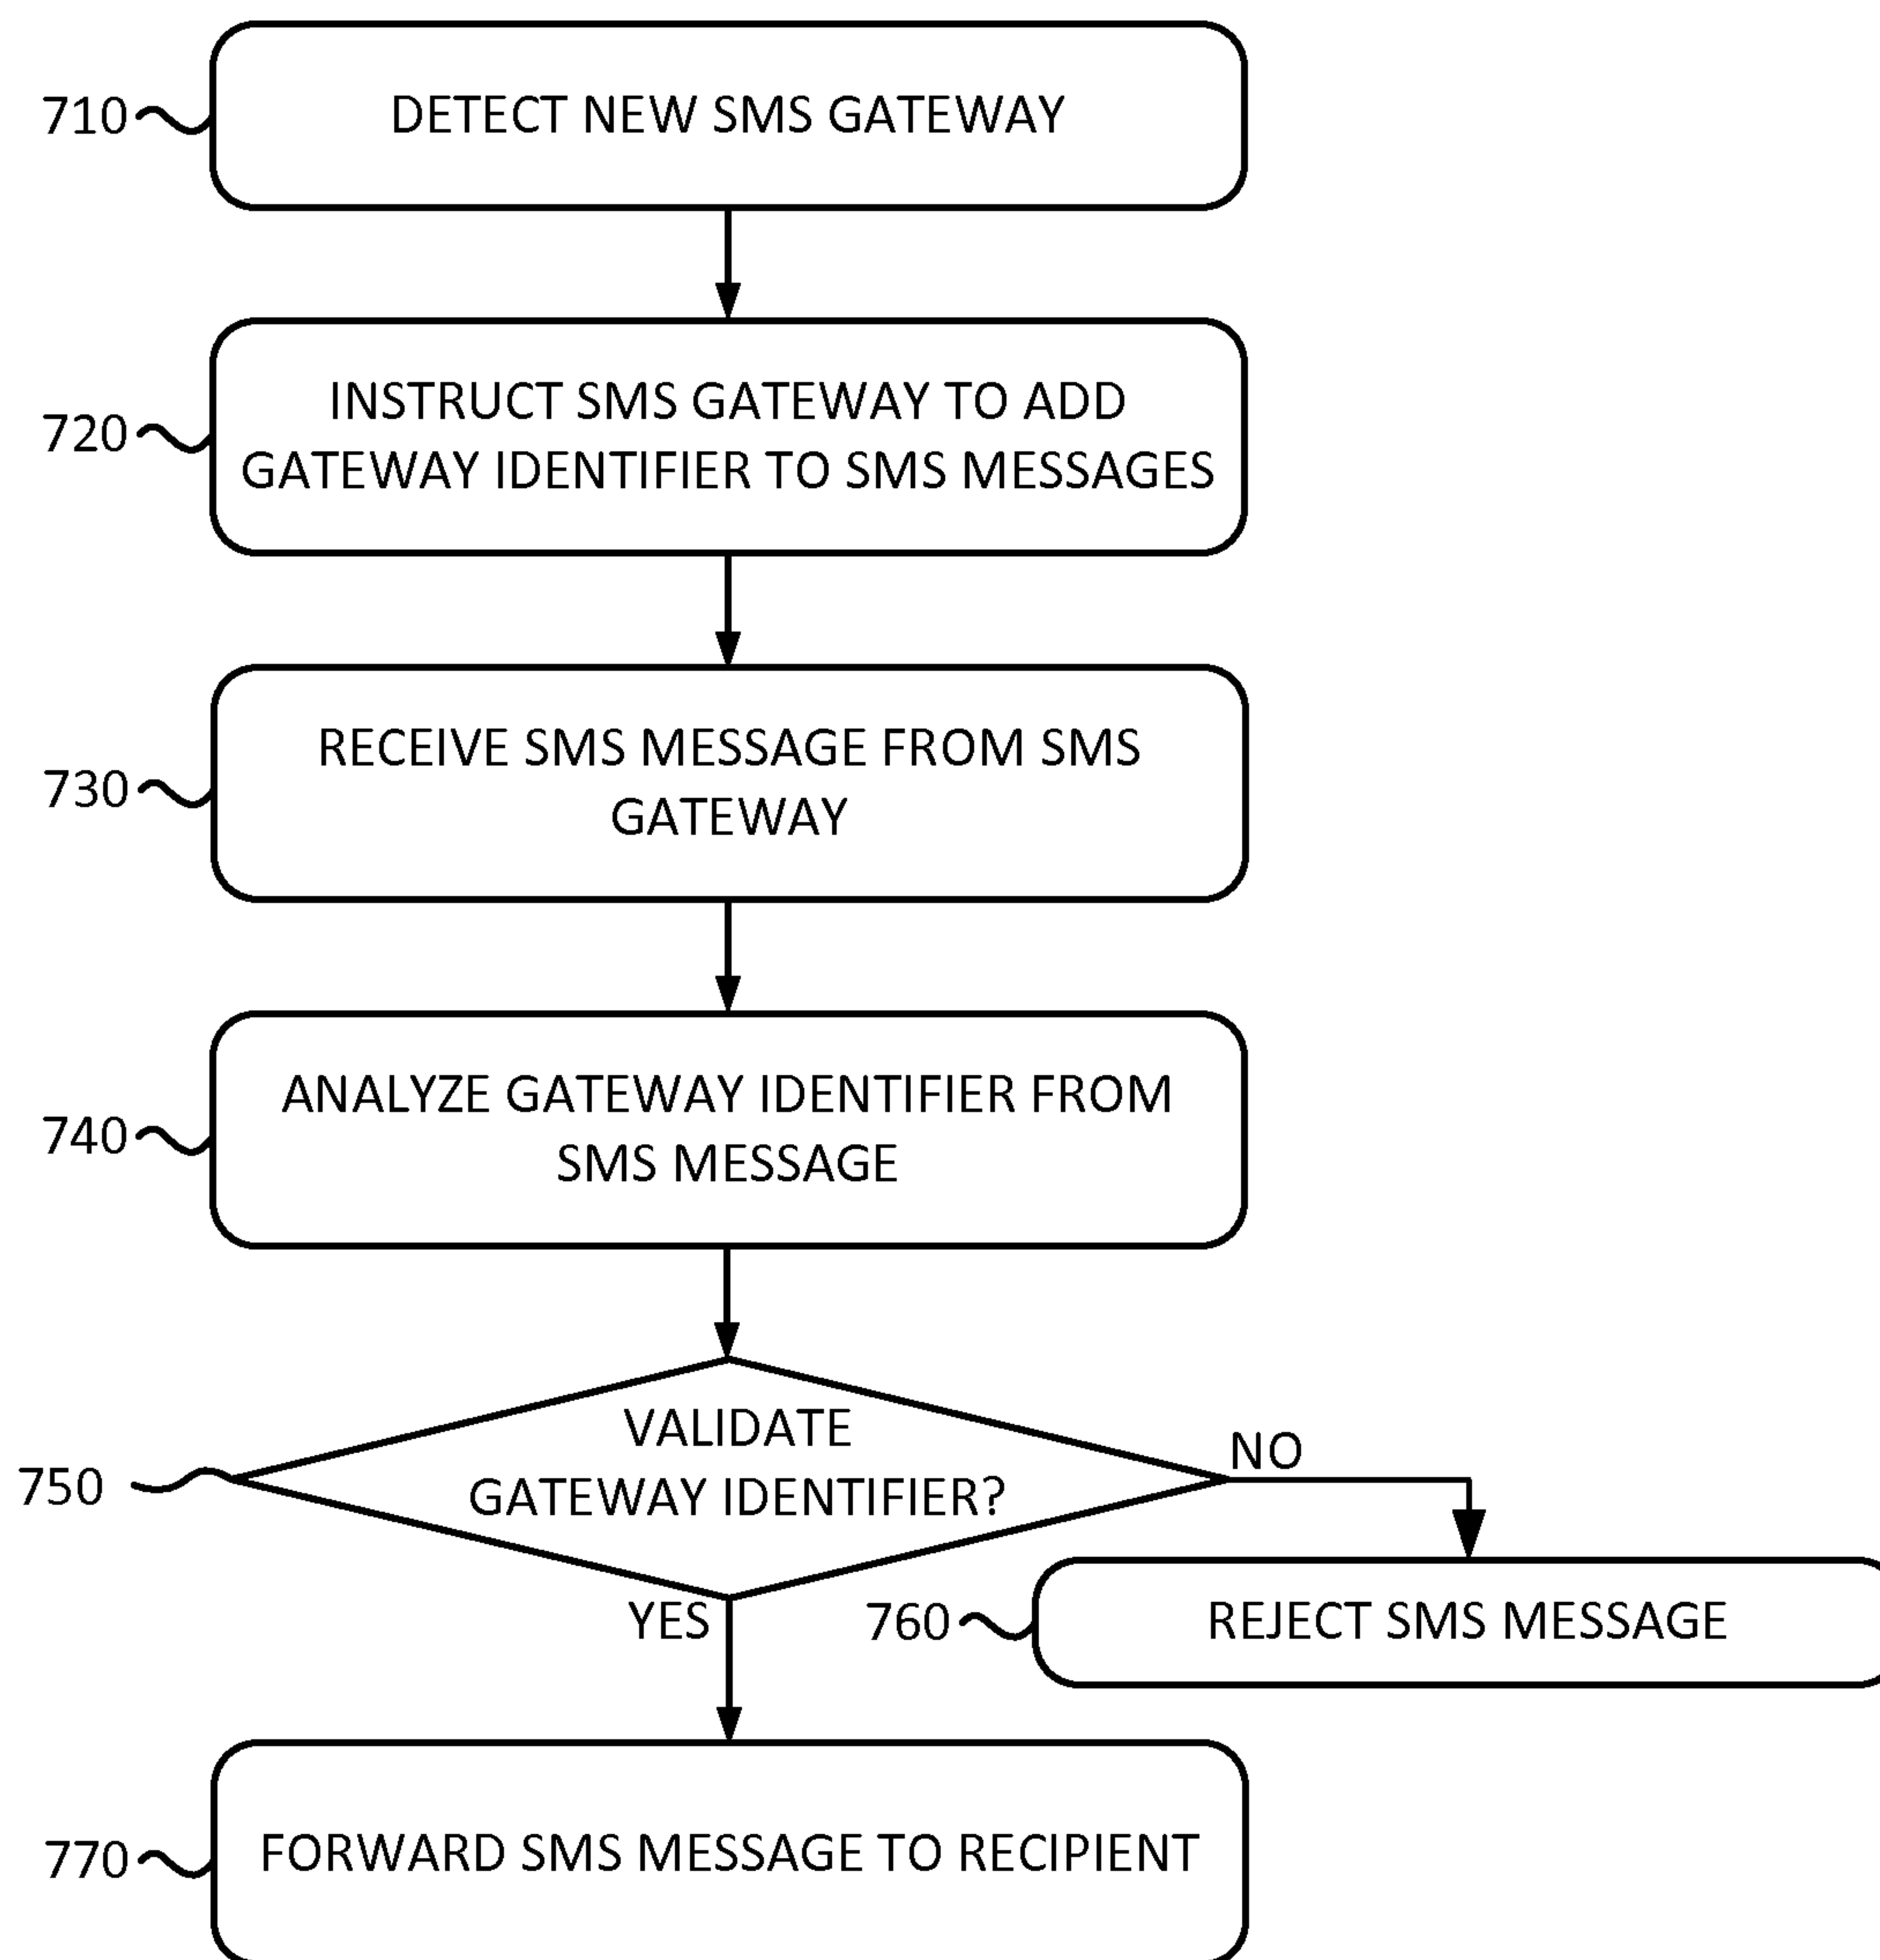 710
DETECT NEW SMS GATEWAY
720
INSTRUCT SMS GATEWAY TO ADD
GATEWAY IDENTIFIER TO SMS MESSAGES
730
RECEIVE SMS MESSAGE FROM SMS
GATEWAY
740
ANALYZE GATEWAY IDENTIFIER FROM
SMS MESSAGE
750
VALIDATE
GATEWAY IDENTIFIER?
NO
YES
760
REJECT SMS MESSAGE
770
FORWARD SMS MESSAGE TO RECIPIENT